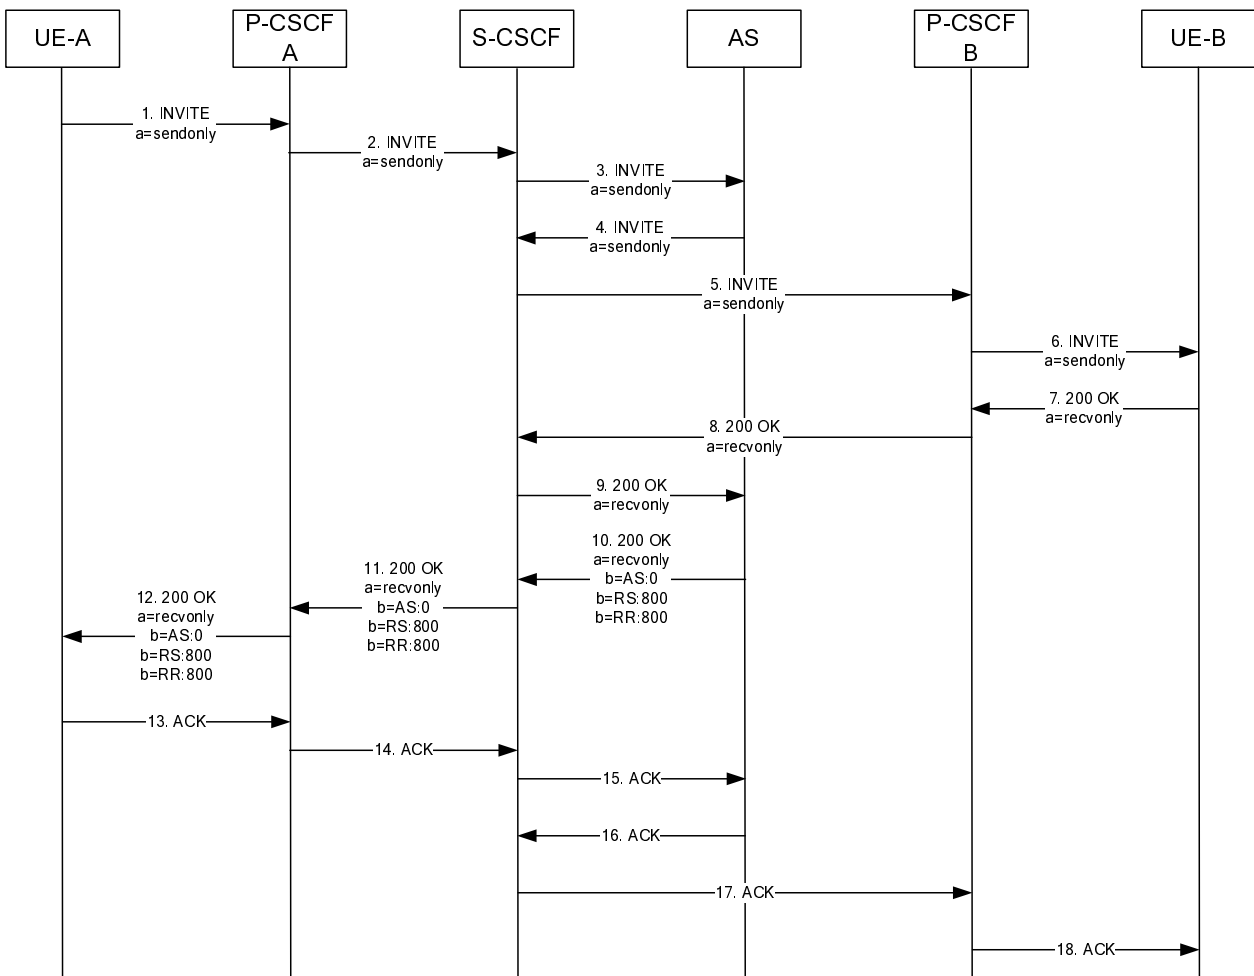 UE-A
P-CSCF
A
S-CSCF
AS
P-CSCF
B
UE-B
1. INVITE
a=sendonly
2. INVITE
a=sendonly
3. INVITE
a=sendonly
4. INVITE
a=sendonly
5. INVITE
a=sendonly
6. INVITE
a=sendonly
7. 200 OK
a=recvonly
8. 200 OK
a=recvonly
9. 200 OK
a=recvonly
10. 200 OK
a=recvonly
b=AS:0
b=RS:800
b=RR:800
11. 200 OK
a=recvonly
b=AS:0
b=RS:800
b=RR:800
12. 200 OK
a=recvonly
b=AS:0
b=RS:800
b=RR:800
13. ACK
14. ACK
15. ACK
16. ACK
17. ACK
18. ACK